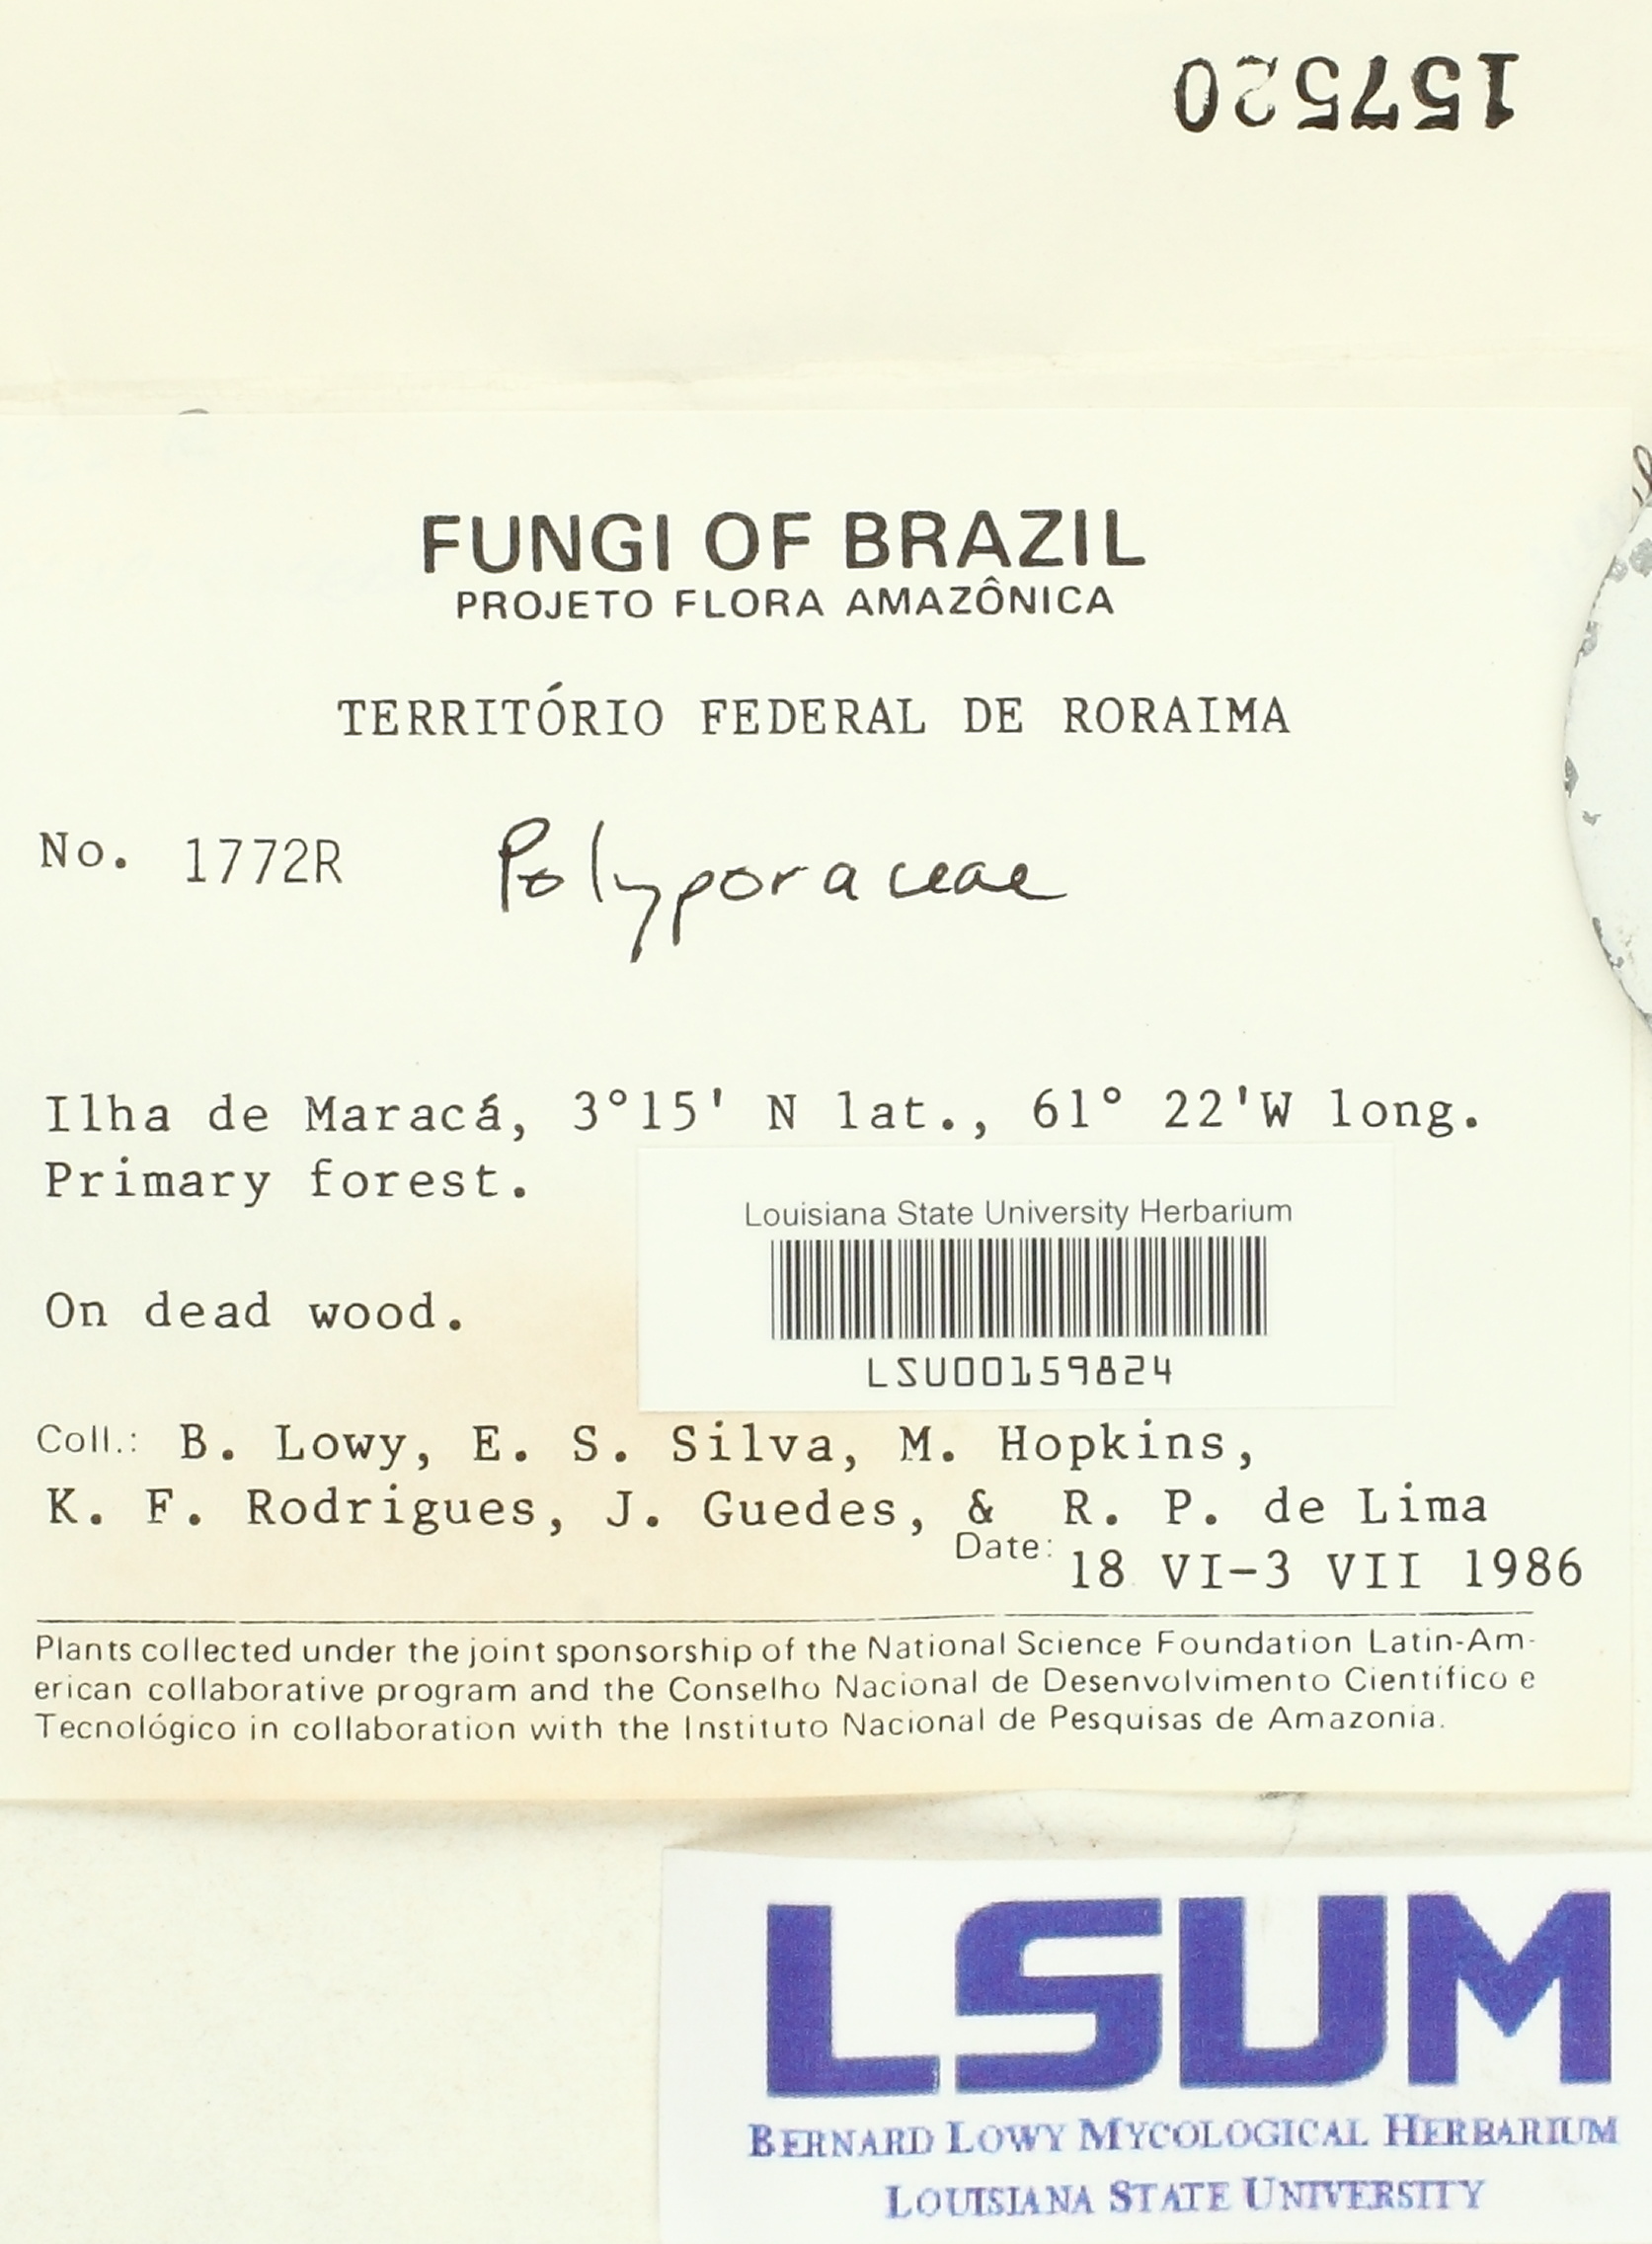 157520
FUNGI OF BRAZIL
PROJETO FLORA AMAZÔNICA
TERRITÓRIO FEDERAL DE RORAIMA
No. 1772R Polyporaceae
Ilha de Maracá, 3°15' N lat., 61° 22'W long.
Primary forest.
Louisiana State University Herbarium
On dead wood.
LSU00159824
Coll.: B. Lowy, E. S. Silva, M. Hopkins,
K. F. Rodrigues, J. Guedes, & R. P. de Lima
Date: 18 VI-3 VII 1986
Plants collected under the joint sponsorship of the National Science Foundation Latin-Am-
erican collaborative program and the Conselho Nacional de Desenvolvimento Científico e
Tecnológico in collaboration with the Instituto Nacional de Pesquisas de Amazonia.
LSUM
BERNARD LOWY MYCOLOGICAL HERBARIUM
LOUISIANA STATE UNIVERSITY